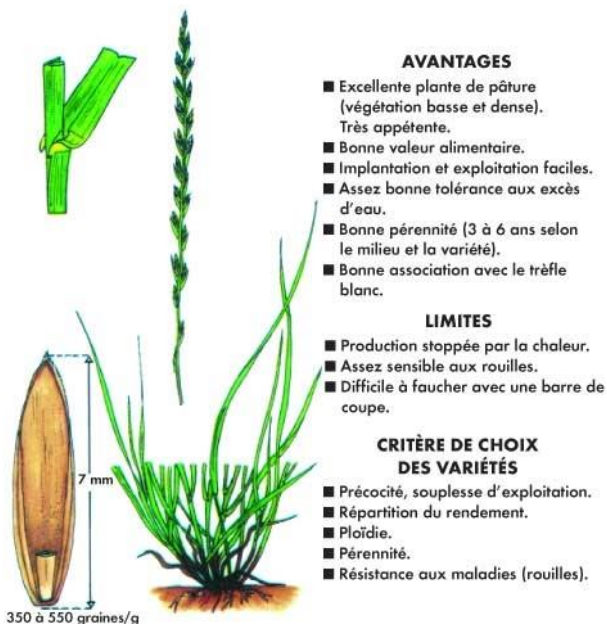 AVANTAGES
■ Excellente plante de pâture
(végétation basse et dense).
Très appétente.
■ Bonne valeur alimentaire.
■ Implantation et exploitation faciles.
■ Assez bonne tolérance aux excès
d'eau.
■ Bonne pérennité (3 à 6 ans selon
le milieu et la variété).
■ Bonne association avec le trèfle
blanc.
LIMITES
■ Production stoppée par la chaleur.
■ Assez sensible aux rouilles.
■ Difficile à faucher avec une barre de
coupe.
CRITÈRE DE CHOIX
DES VARIÉTÉS
■ Précocité, souplesse d'exploitation.
■ Répartition du rendement.
■ Ploïdie.
■ Pérennité.
■ Résistance aux maladies (rouilles).
7 mm
350 à 550 graines/g